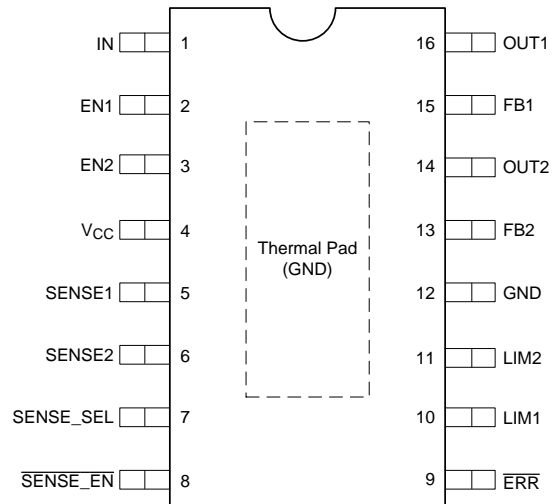 IN 1 16 OUT1
EN1 2 15 FB1
EN2 3 14 OUT2
VCC 4 13 FB2
Thermal Pad
(GND)
SENSE1 5 12 GND
SENSE2 6 11 LIM2
SENSE_SEL 7 10 LIM1
SENSE_EN 8 9 ERR